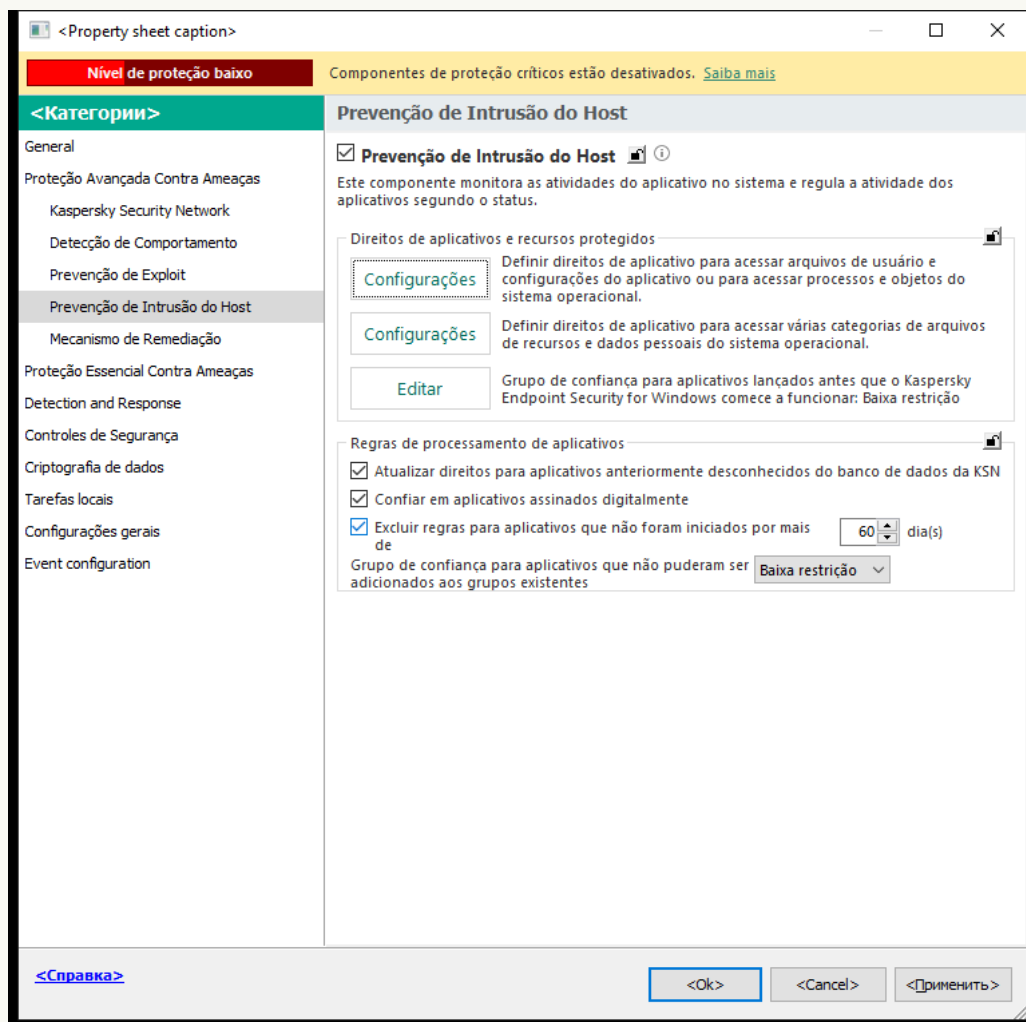 <Property sheet caption>
Nível de proteção baixo
Componentes de proteção críticos estão desativados. Saiba mais
<Категории>
General
Proteção Avançada Contra Ameaças
Kaspersky Security Network
Detecção de Comportamento
Prevenção de Exploit
Prevenção de Intrusão do Host
Mecanismo de Remediação
Proteção Essencial Contra Ameaças
Detection and Response
Controles de Segurança
Criptografia de dados
Tarefas locais
Configurações gerais
Event configuration
Prevenção de Intrusão do Host
Prevenção de Intrusão do Host
Este componente monitora as atividades do aplicativo no sistema e regula a atividade dos
aplicativos segundo o status.
Direitos de aplicativos e recursos protegidos
Configurações
Definir direitos de aplicativo para acessar arquivos de usuário e
configurações do aplicativo ou para acessar processos e objetos do
sistema operacional.
Configurações
Definir direitos de aplicativo para acessar várias categorias de arquivos
de recursos e dados pessoais do sistema operacional.
Editar
Grupo de confiança para aplicativos lançados antes que o Kaspersky
Endpoint Security for Windows comece a funcionar: Baixa restrição
Regras de processamento de aplicativos
Atualizar direitos para aplicativos anteriormente desconhecidos do banco de dados da KSN
Confiar em aplicativos assinados digitalmente
Excluir regras para aplicativos que não foram iniciados por mais
de
60 dia(s)
Grupo de confiança para aplicativos que não puderam ser
adicionados aos grupos existentes
Baixa restrição
<Справка>
<Ok>
<Cancel>
<Применить>